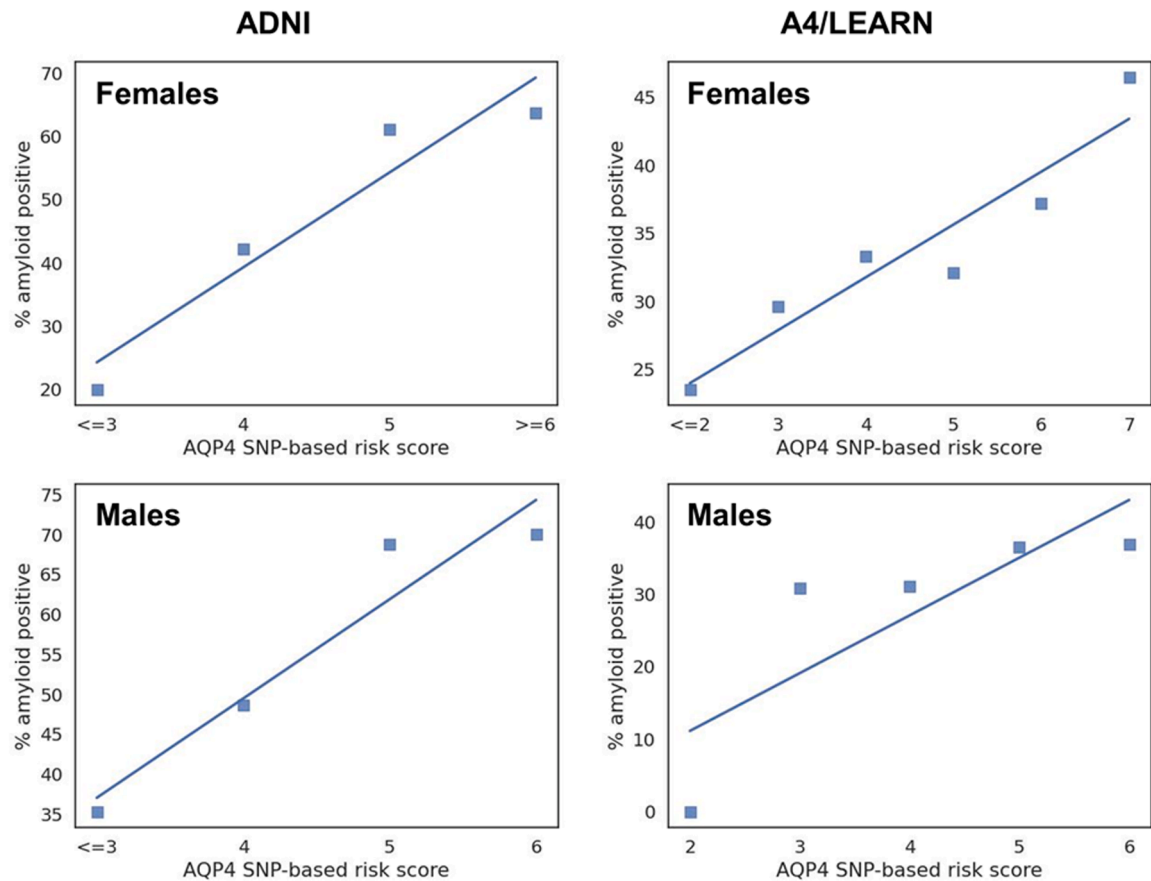 ADNI
A4/LEARN
Females
70
60
50
40
30
20
% amyloid positive
<=3 4 5 >=6
AQP4 SNP-based risk score
Females
45
40
35
30
25
% amyloid positive
<=2 3 4 5 6 7
AQP4 SNP-based risk score
Males
75
70
65
60
55
50
45
40
35
% amyloid positive
<=3 4 5 6
AQP4 SNP-based risk score
Males
40
30
20
10
0
% amyloid positive
2 3 4 5 6
AQP4 SNP-based risk score